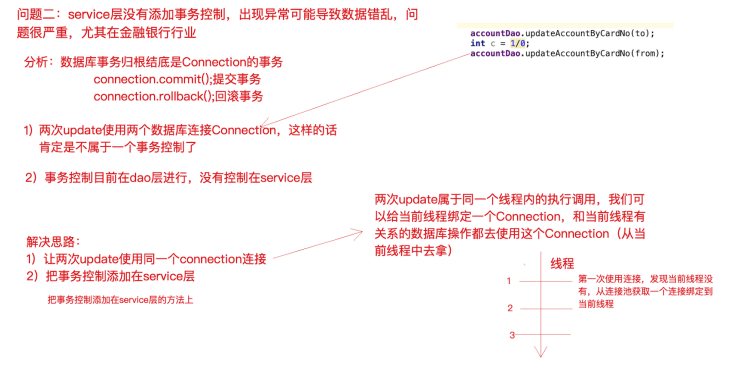 问题二：service层没有添加事务控制，出现异常可能导致数据错乱，问
题很严重，尤其在金融银行行业
accountDao.updateAccountByCardNo(to);
int c = 1/0;
accountDao.updateAccountByCardNo(from);
分析：数据库事务归根结底是Connection的事务
connection.commit();提交事务
connection.rollback();回滚事务
1）两次update使用两个数据库连接Connection，这样的话
肯定是不属于一个事务控制了
2）事务控制目前在dao层进行，没有控制在service层
两次update属于同一个线程内的执行调用，我们可
以给当前线程绑定一个Connection，和当前线程有
关系的数据库操作都去使用这个Connection（从当
前线程中去拿）
解决思路：
1）让两次update使用同一个connection连接
2）把事务控制添加在service层
把事务控制添加在service层的方法上
线程
1
第一次使用连接，发现当前线程没
有，从连接池获取一个连接绑定到
当前线程
2
3